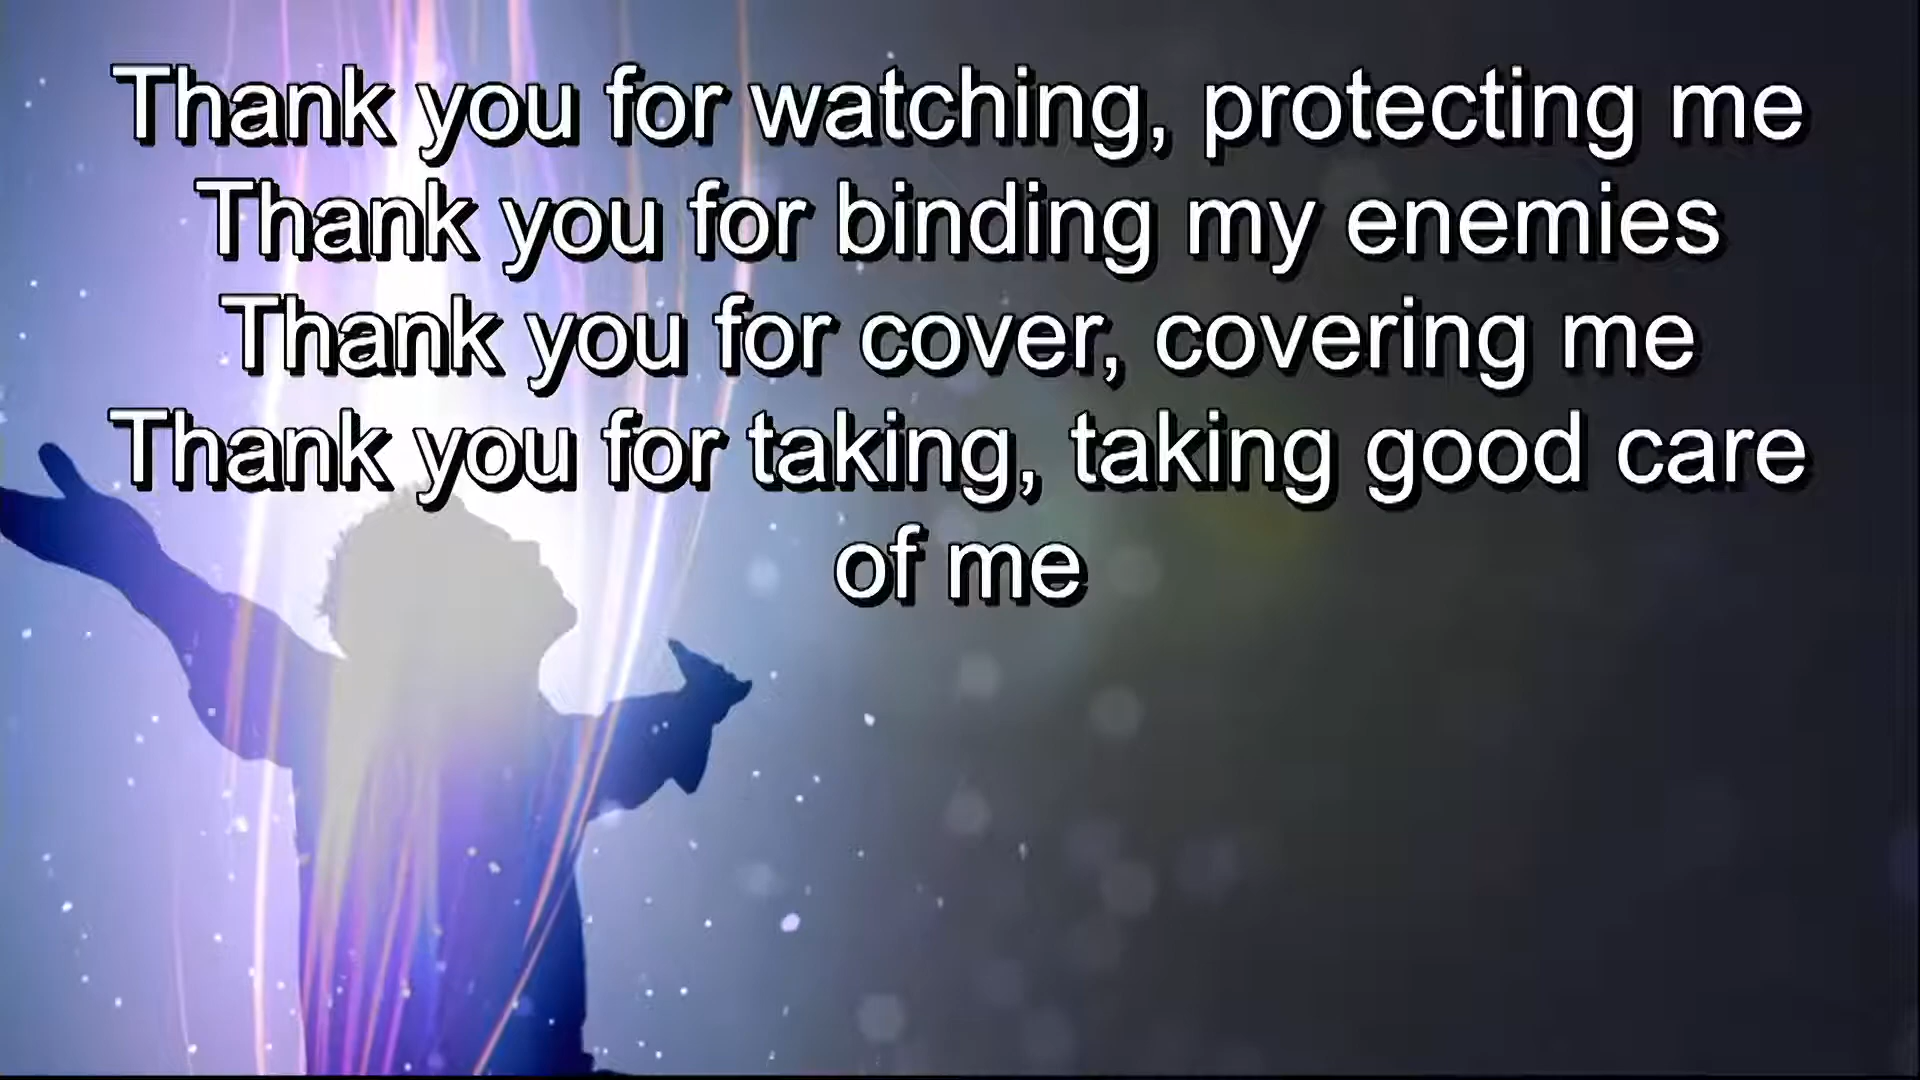 Thank you for watching, protecting me
Thank you for binding my enemies
Thank you for cover, covering me
Thank you for taking, taking good care
of me